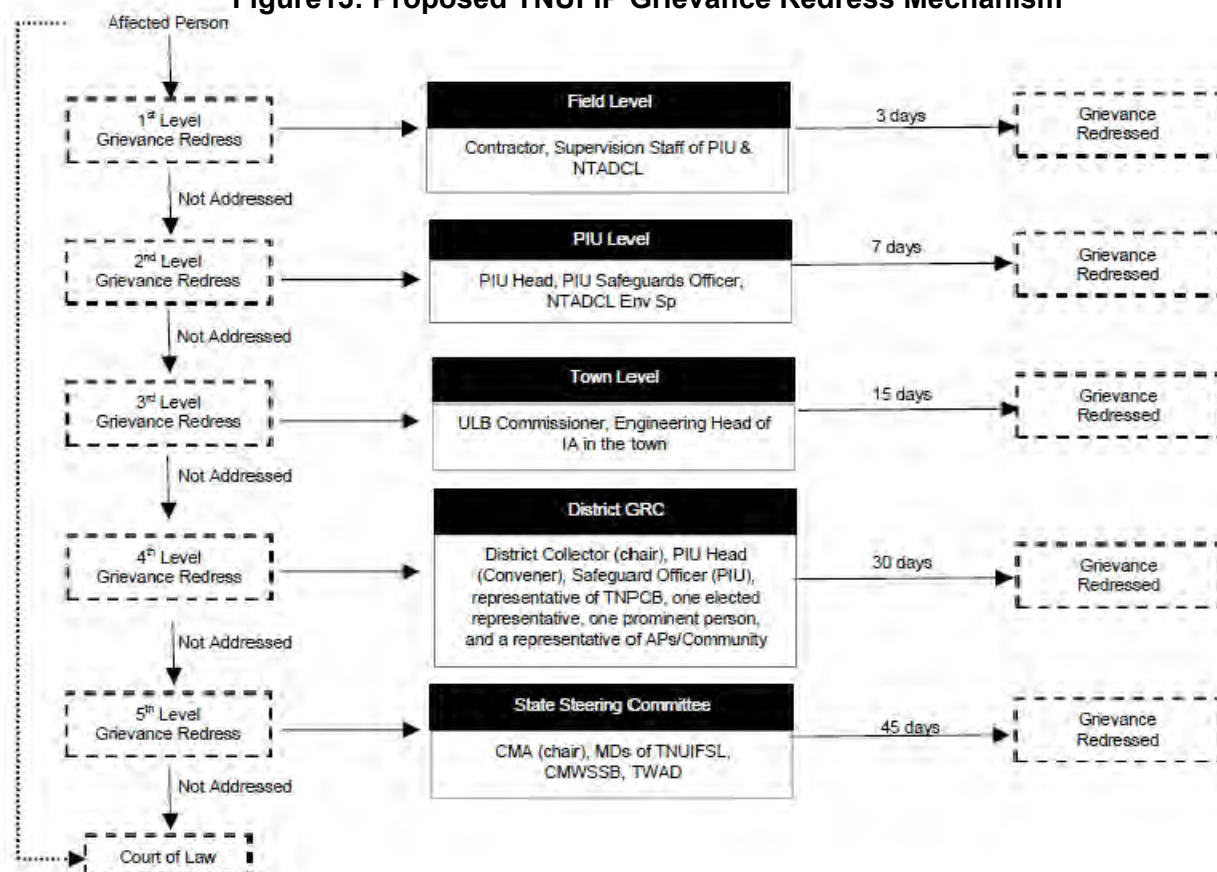 Figure13: Proposed TNUFIP Grievance Redress Mechanism
Affected Person
1st Level
Grievance Redress
Field Level
Contractor, Supervision Staff of PIU &
NTADCL
3 days
Grievance
Redressed
Not Addressed
2nd Level
Grievance Redress
PIU Level
PIU Head, PIU Safeguards Officer,
NTADCL Env Sp
7 days
Grievance
Redressed
Not Addressed
3rd Level
Grievance Redress
Town Level
ULB Commissioner, Engineering Head of
IA in the town
15 days
Grievance
Redressed
Not Addressed
4th Level
Grievance Redress
District GRC
District Collector (chair), PIU Head
(Convener), Safeguard Officer (PIU),
representative of TNPCB, one elected
representative, one prominent person,
and a representative of APs/Community
30 days
Grievance
Redressed
Not Addressed
5th Level
Grievance Redress
State Steering Committee
CMA (chair), MDs of TNUIFSL,
CMWSSB, TWAD
45 days
Grievance
Redressed
Not Addressed
Court of Law